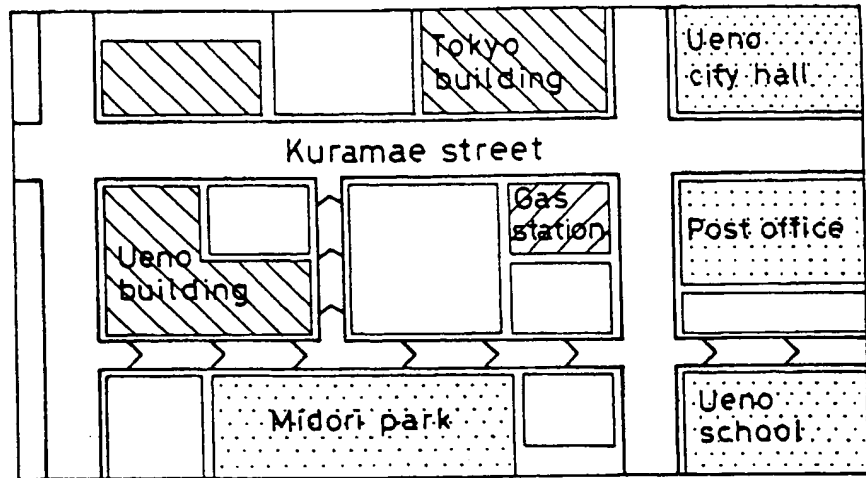 Tokyo
building
Ueno
city hall
Kuramae street
Gas
station
Post office
Ueno
building
Midori park
Ueno
school